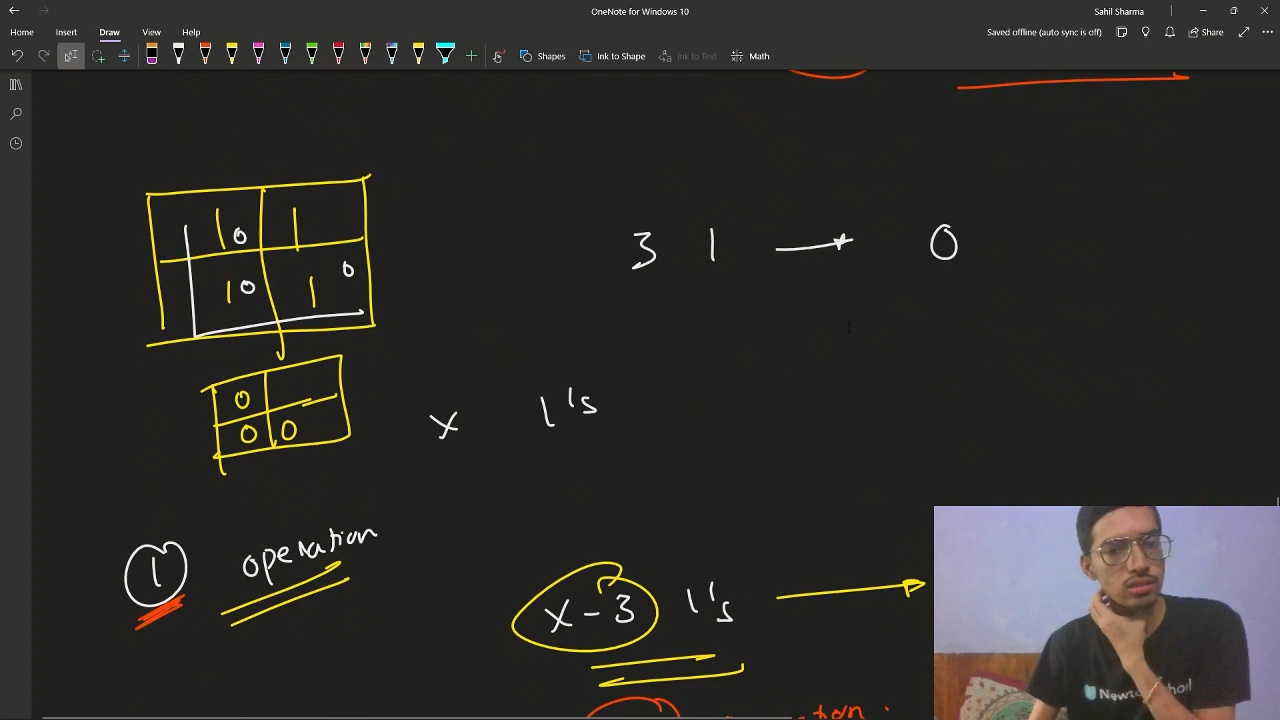 OneNote for Windows 10
Sahil Sharma
Home Insert Draw View Help
Saved offline (auto sync is off)
Share
Shapes
Ink to Shape
Ink to Text
Math
1 0 1
1 0 1 0
3 1 → 0
0
0 0
x 1's
1 operation
x - 3 1's